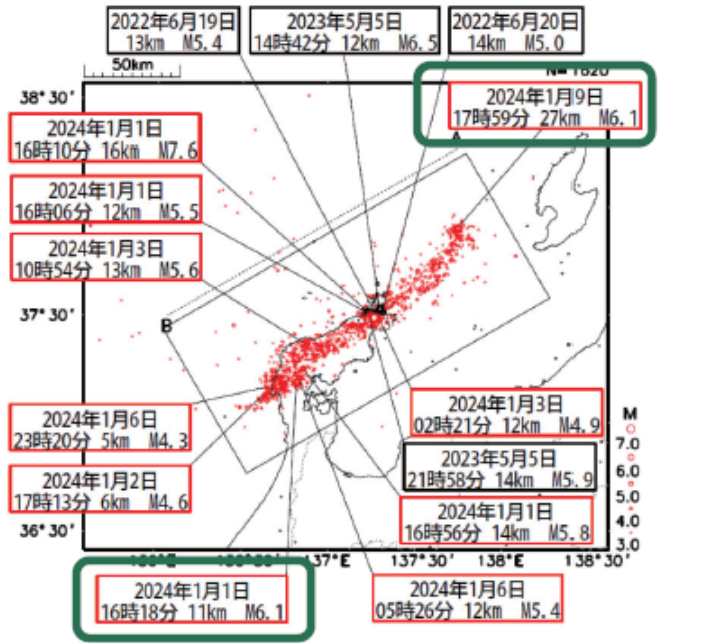 2022年6月19日
13km M5.4
2023年5月5日
14時42分 12km M6.5
2022年6月20日
14km M5.0
50km
N= 1620
38°30'
2024年1月9日
17時59分 27km M6.1
A
2024年1月1日
16時10分 16km M7.6
2024年1月1日
16時06分 12km M5.5
2024年1月3日
10時54分 13km M5.6
37°30'
B
2024年1月6日
23時20分 5km M4.3
2024年1月3日
02時21分 12km M4.9
2024年1月2日
17時13分 6km M4.6
2023年5月5日
21時58分 14km M5.9
2024年1月1日
16時56分 14km M5.8
M
7.0
6.0
5.0
4.0
3.0
36°30'
137°E
137°30'
138°E
138°30'
2024年1月1日
16時18分 11km M6.1
2024年1月6日
05時26分 12km M5.4